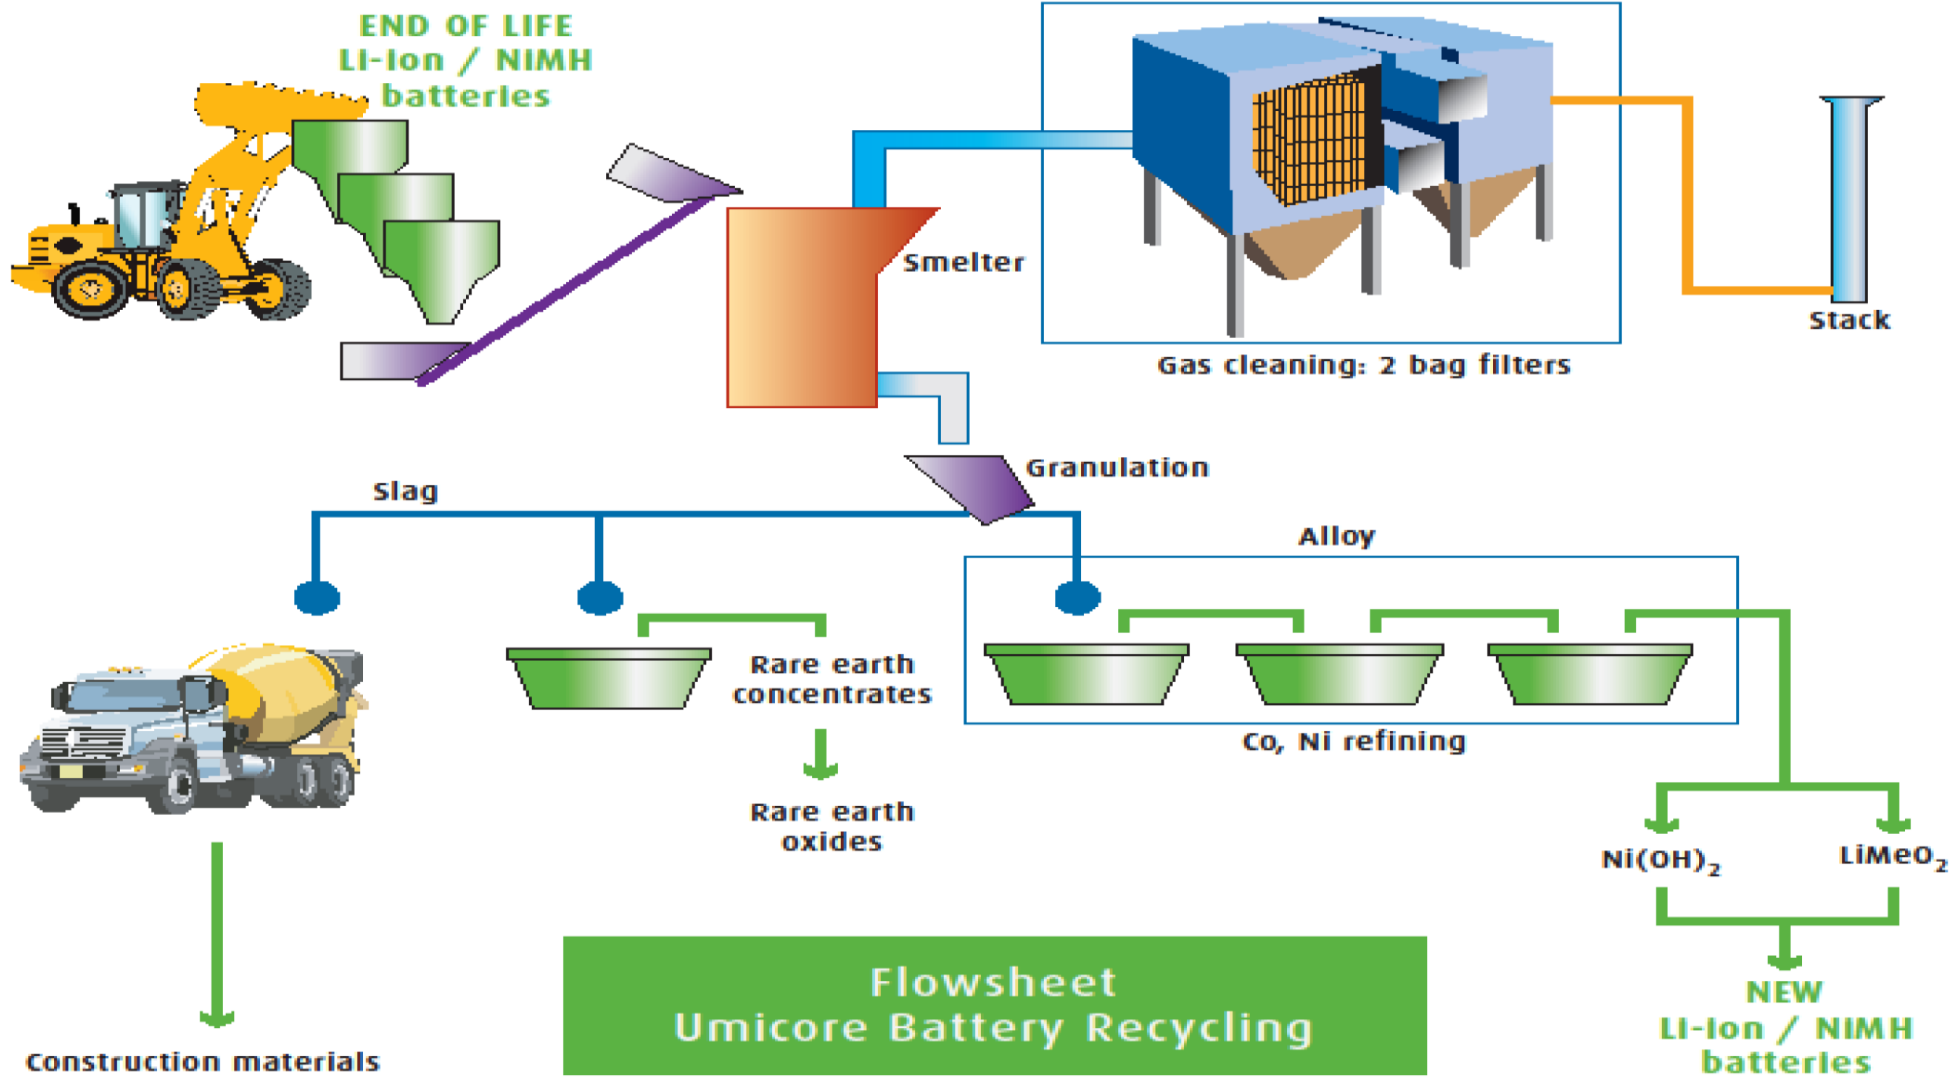 END OF LIFE
Li-ion / NiMH
batteries
Smelter
Stack
Gas cleaning: 2 bag filters
Granulation
Slag
Alloy
Rare earth
concentrates
Co, Ni refining
Rare earth
oxides
Ni(OH)₂
LiMeO₂
Flowsheet
Umicore Battery Recycling
NEW
Li-ion / NiMH
batteries
Construction materials